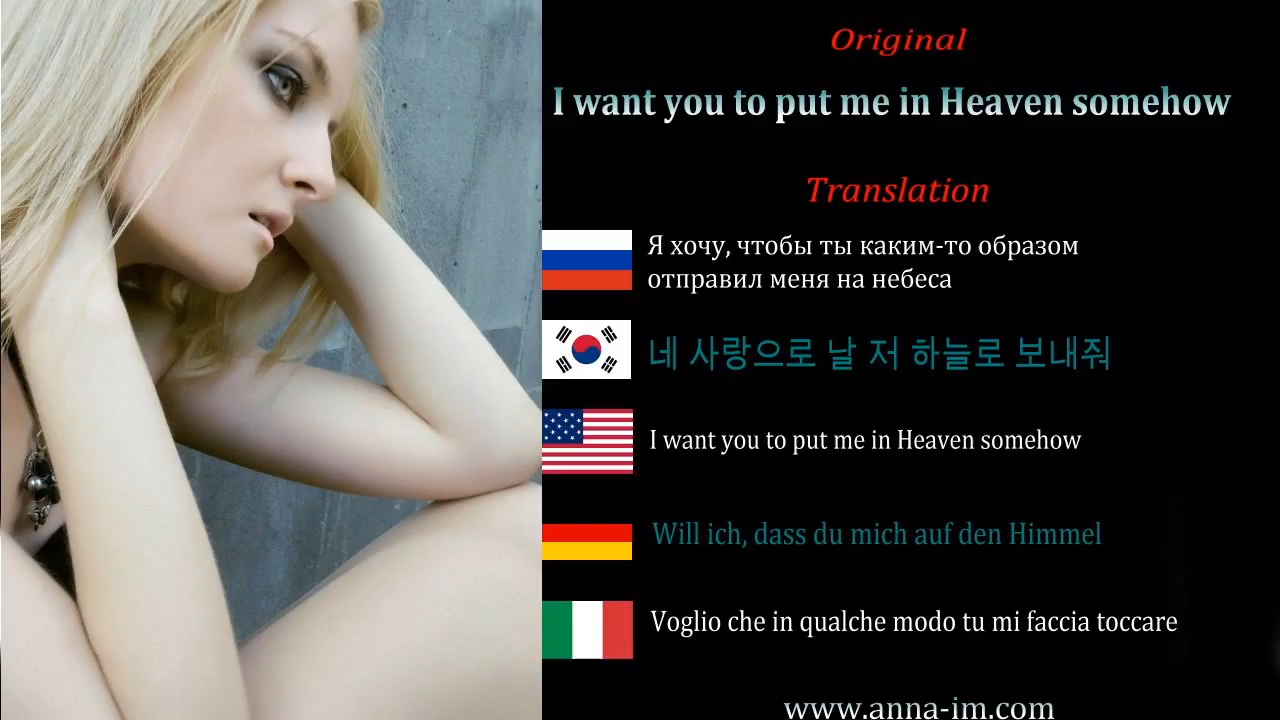 Original
I want you to put me in Heaven somehow
Translation
Я хочу, чтобы ты каким-то образом
отправил меня на небеса
네 사랑으로 날 저 하늘로 보내줘
I want you to put me in Heaven somehow
Will ich, dass du mich auf den Himmel
Voglio che in qualche modo tu mi faccia toccare
www.anna-im.com